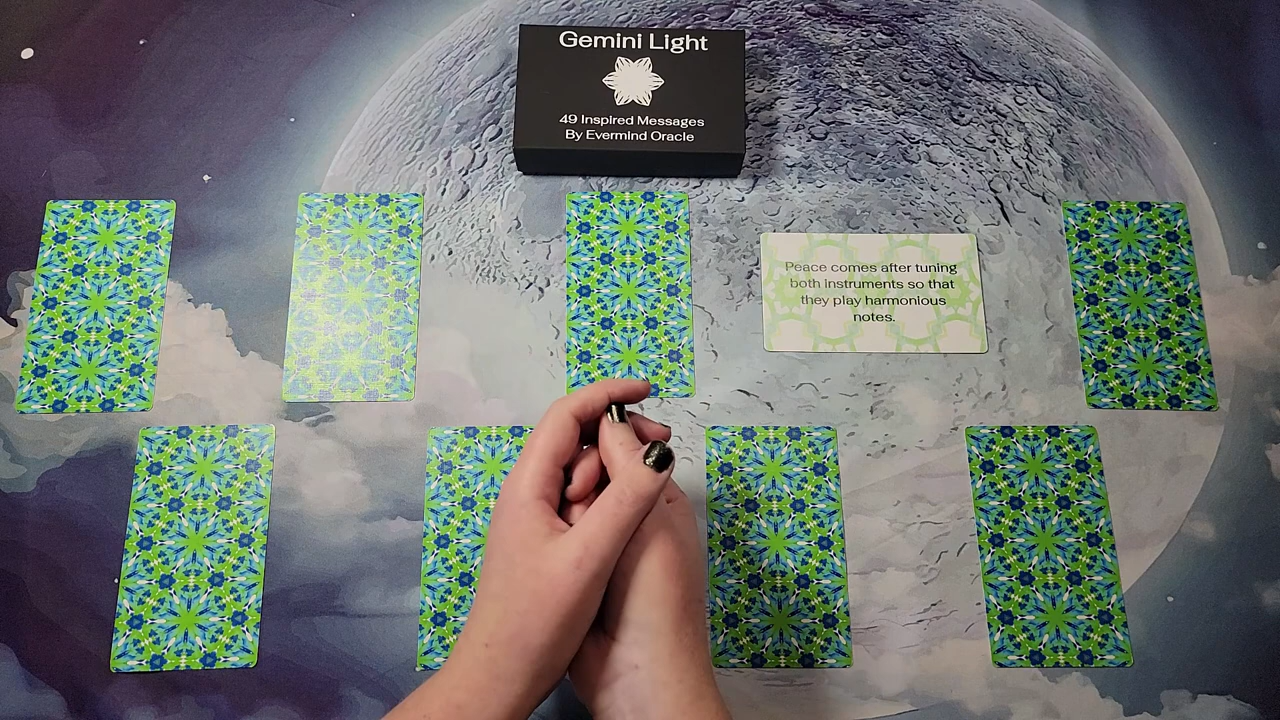 Gemini Light
49 Inspired Messages
By Evermind Oracle
Peace comes after tuning
both instruments so that
they play harmonious
notes.